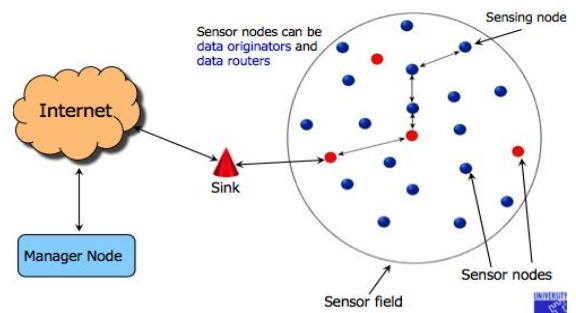 Sensor nodes can be
data originators and
data routers
Sensing node
Internet
Sink
Manager Node
Sensor nodes
Sensor field
UNIVERSITY